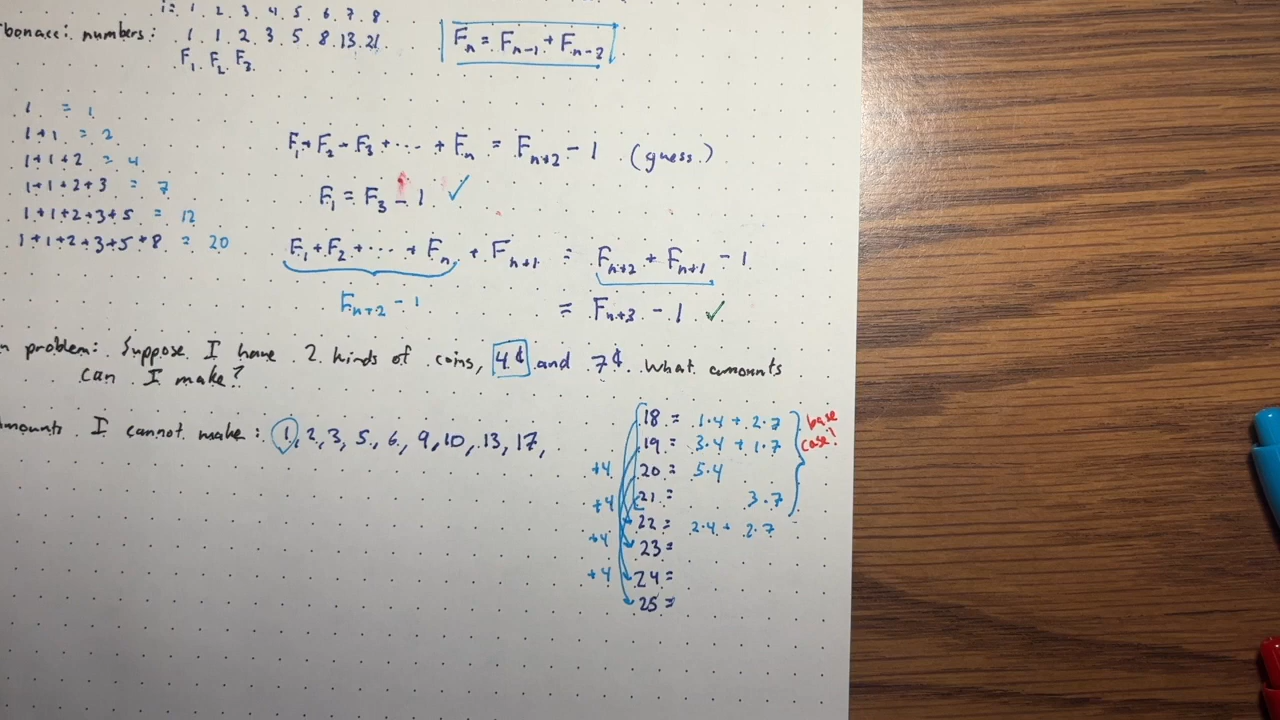 i= 1 2 3 4 5 6 7 8
bonacci numbers: 1 1 2 3 5 8 13 21
F₁ F₂ F₃
Fₙ = Fₙ₋₁ + Fₙ₋₂
1 = 1
1+1 = 2
1+1+2 = 4
1+1+2+3 = 7
1+1+2+3+5 = 12
1+1+2+3+5+8 = 20
F₁+F₂+F₃+⋯+Fₙ = Fₙ₊₂ - 1 (guess)
F₁ = F₃ - 1 ✓
F₁+F₂+⋯+Fₙ + Fₙ₊₁ = Fₙ₊₂ + Fₙ₊₁ - 1
Fₙ₊₂ - 1
= Fₙ₊₃ - 1 ✓
n problem: Suppose I have 2 kinds of coins, 4¢ and 7¢. What amounts
can I make?
amounts I cannot make: 1, 2, 3, 5, 6, 9, 10, 13, 17,
18 = 1·4 + 2·7
19 = 3·4 + 1·7
20 = 5·4
21 = 3·7
22 = 2·4 + 2·7
23 =
24 =
25 =
base
case!
+4
+4
+4
+4